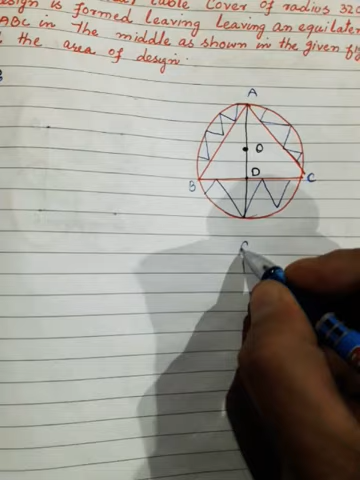 design is formed leaving leaving an equilater
ABC in the middle as shown in the given fig
the area of design.
A
O
D
B
C